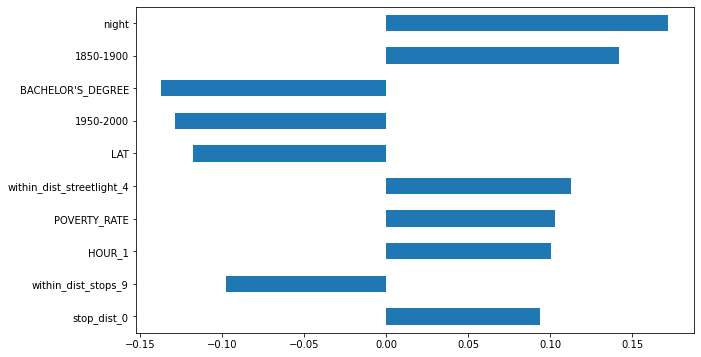 night
1850-1900
BACHELOR'S_DEGREE
1950-2000
LAT
within_dist_streetlight_4
POVERTY_RATE
HOUR_1
within_dist_stops_9
stop_dist_0
−0.15 −0.10 −0.05 0.00 0.05 0.10 0.15